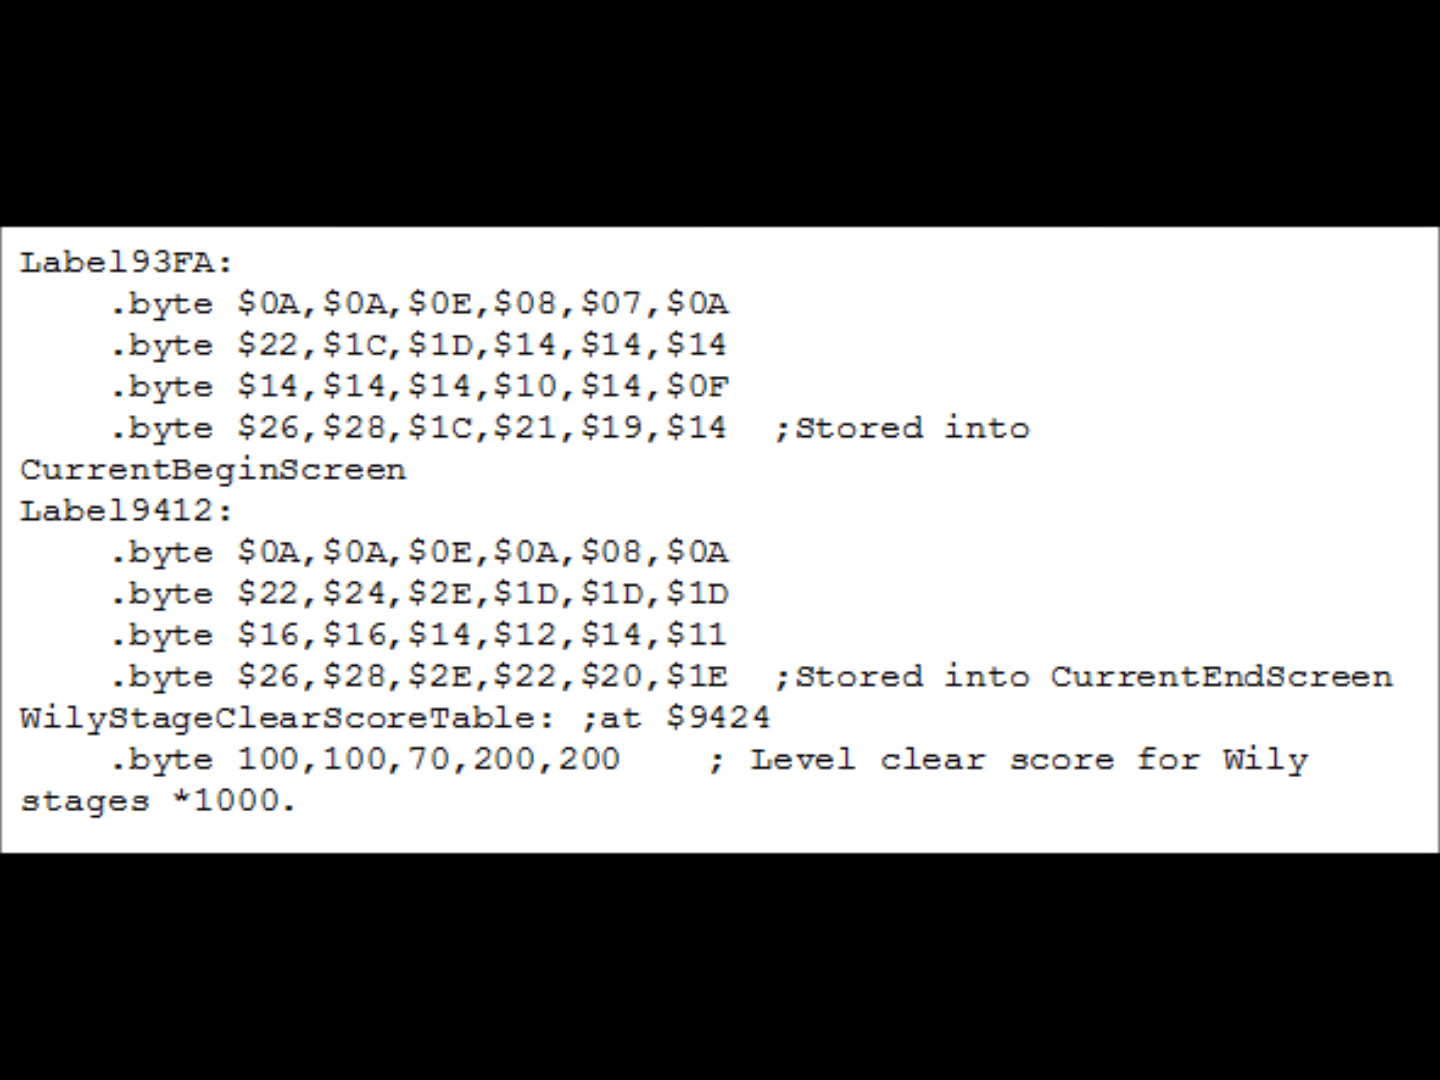 Label93FA:
.byte $0A,$0A,$0E,$08,$07,$0A
.byte $22,$1C,$1D,$14,$14,$14
.byte $14,$14,$14,$10,$14,$0F
.byte $26,$28,$1C,$21,$19,$14 ;Stored into
CurrentBeginScreen
Label9412:
.byte $0A,$0A,$0E,$0A,$08,$0A
.byte $22,$24,$2E,$1D,$1D,$1D
.byte $16,$16,$14,$12,$14,$11
.byte $26,$28,$2E,$22,$20,$1E ;Stored into CurrentEndScreen
WilyStageClearScoreTable: ;at $9424
.byte 100,100,70,200,200 ; Level clear score for Wily
stages *1000.